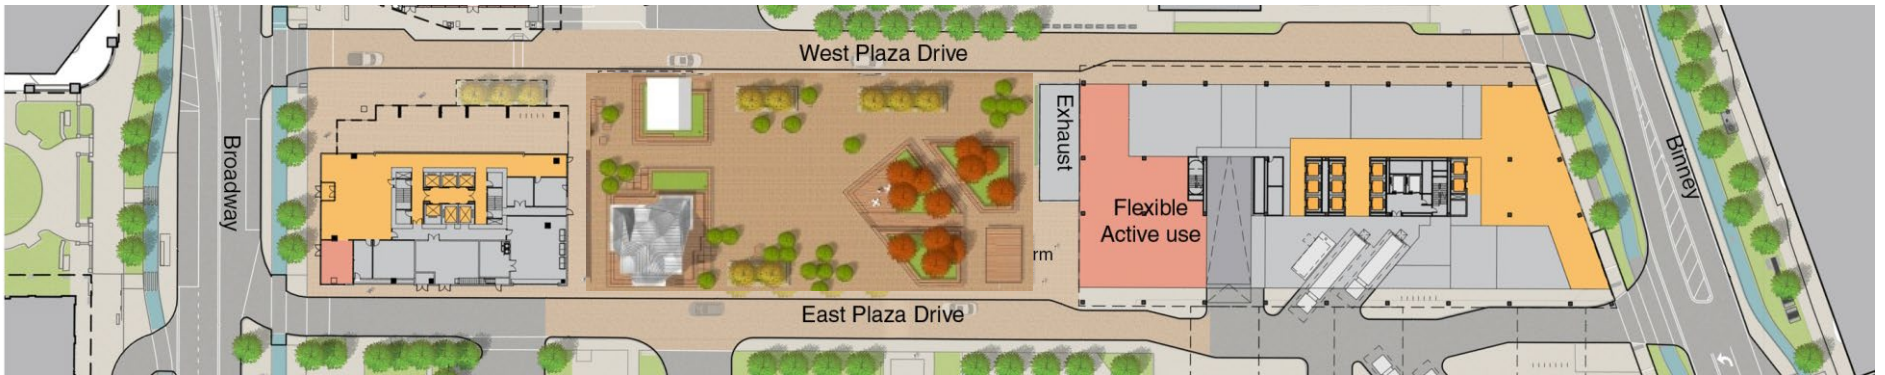 West Plaza Drive
Broadway
Exhaust
Flexible
Active use
Binney
rm
East Plaza Drive